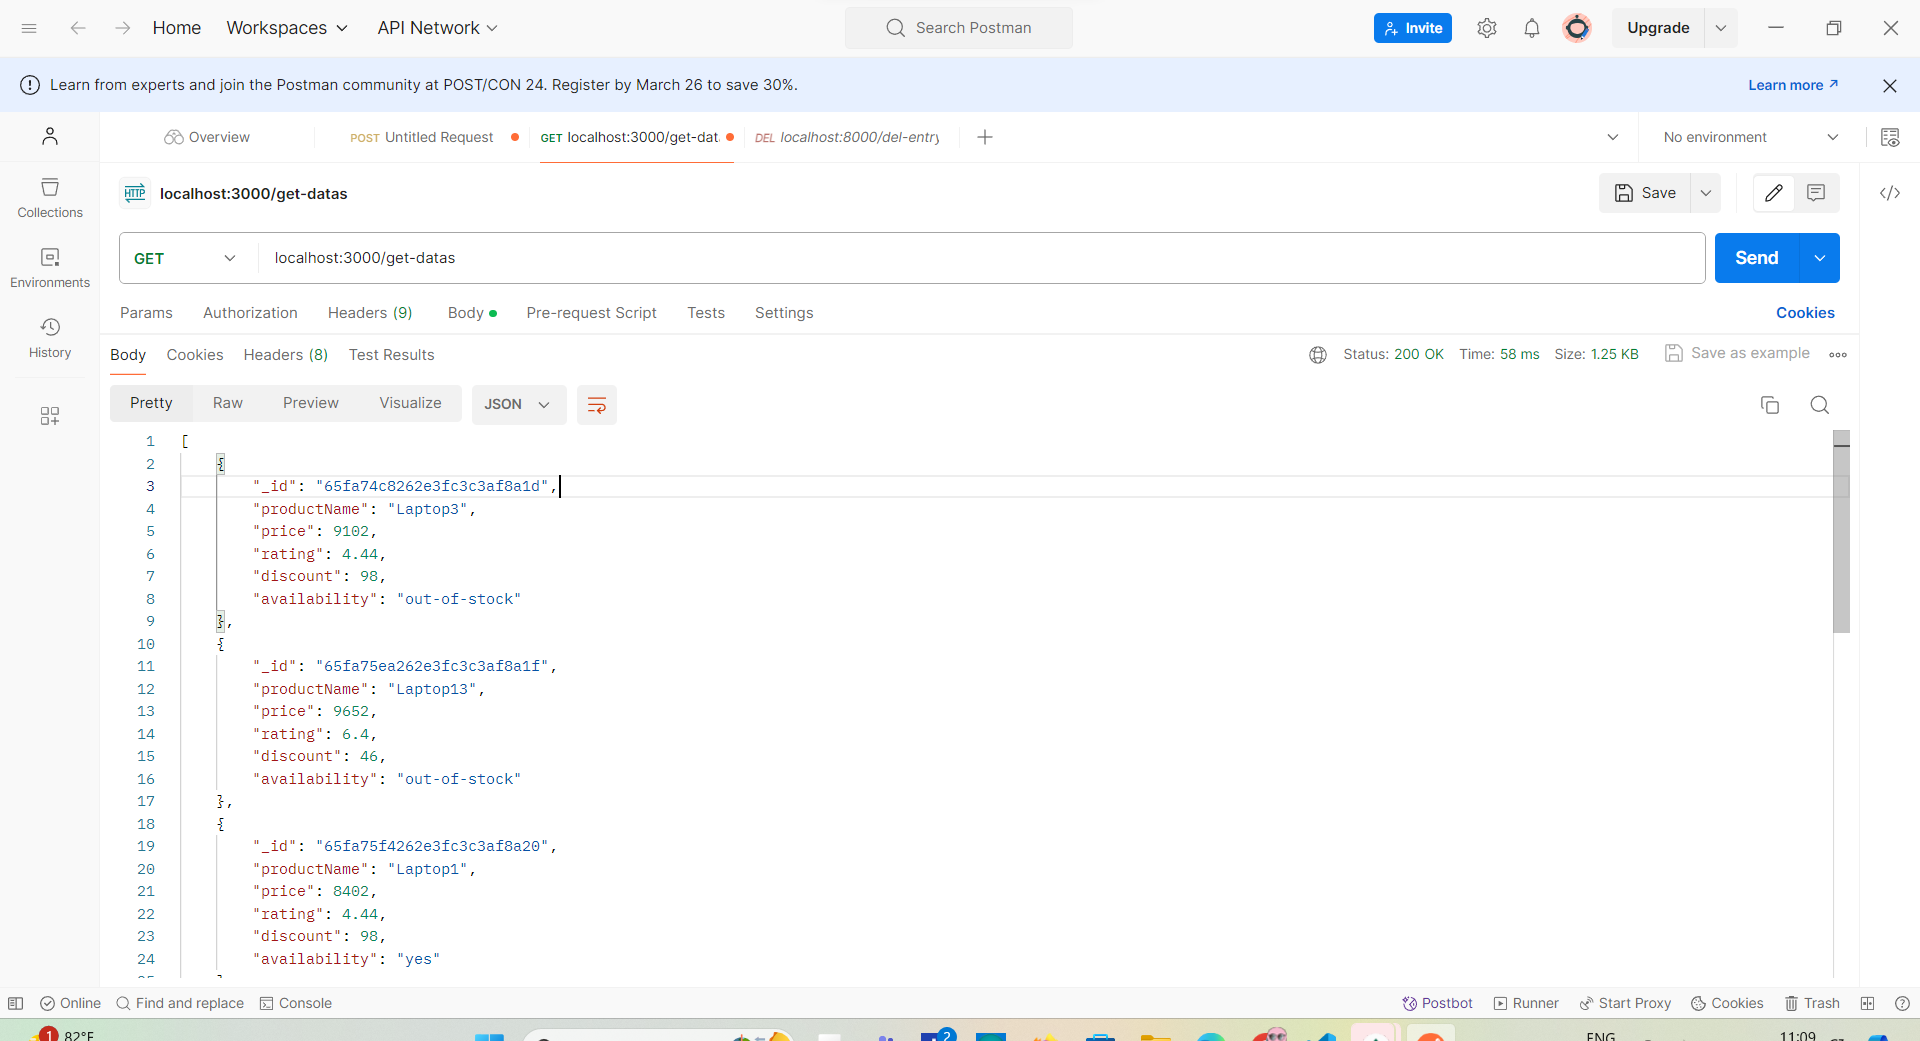 Home Workspaces API Network Search Postman Invite Upgrade
Learn from experts and join the Postman community at POST/CON 24. Register by March 26 to save 30%. Learn more
Overview POST Untitled Request GET localhost:3000/get-dat DEL localhost:8000/del-entry No environment
HTTP localhost:3000/get-datas Save
Collections
Environments
History
GET localhost:3000/get-datas Send
Params Authorization Headers (9) Body Pre-request Script Tests Settings Cookies
Body Cookies Headers (8) Test Results Status: 200 OK Time: 58 ms Size: 1.25 KB Save as example
Pretty Raw Preview Visualize JSON
1 [
2 {
3 "_id": "65fa74c8262e3fc3c3af8a1d",
4 "productName": "Laptop3",
5 "price": 9102,
6 "rating": 4.44,
7 "discount": 98,
8 "availability": "out-of-stock"
9 },
10 {
11 "_id": "65fa75ea262e3fc3c3af8a1f",
12 "productName": "Laptop13",
13 "price": 9652,
14 "rating": 6.4,
15 "discount": 46,
16 "availability": "out-of-stock"
17 },
18 {
19 "_id": "65fa75f4262e3fc3c3af8a20",
20 "productName": "Laptop1",
21 "price": 8402,
22 "rating": 4.44,
23 "discount": 98,
24 "availability": "yes"
Online Find and replace Console Postbot Runner Start Proxy Cookies Trash
1 82°F 2 ENG 11:09